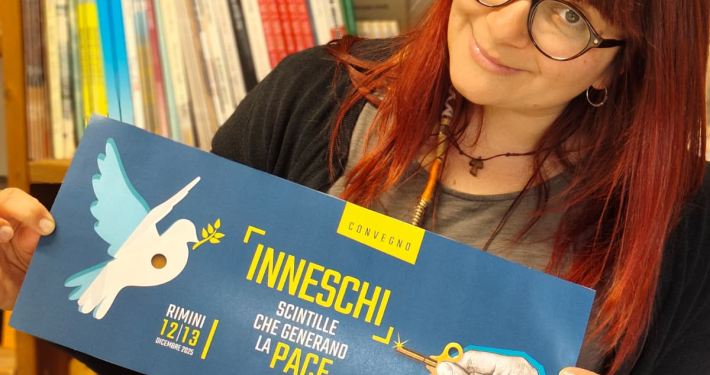 CONVEGNO
INNESCHI
SCINTILLE
CHE GENERANO
LA PACE
RIMINI
12|13
DICEMBRE 2025